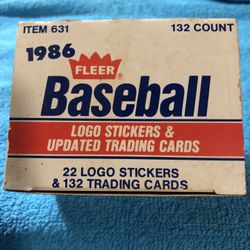 ITEM 631 132 COUNT
1986
FLEER®
Baseball
LOGO STICKERS &
UPDATED TRADING CARDS
22 LOGO STICKERS
& 132 TRADING CARDS